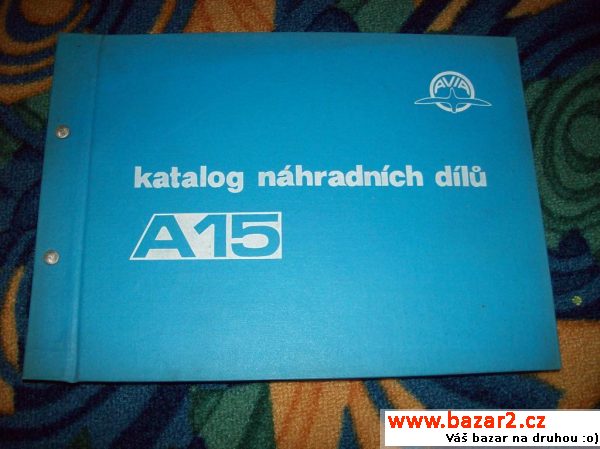 AVIA
katalog náhradních dílů
A15
www.bazar2.cz
Váš bazar na druhou :o)